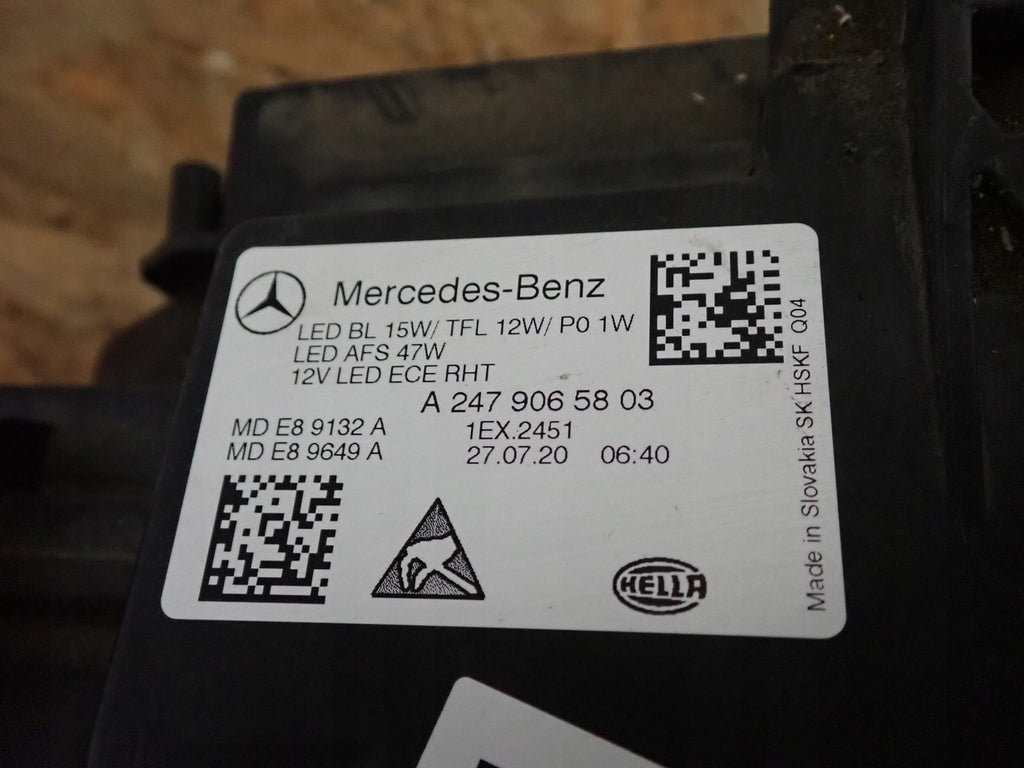 Mercedes-Benz
LED BL 15W/ TFL 12W/ P0 1W
LED AFS 47W
12V LED ECE RHT
A 247 906 58 03
MD E8 9132 A
1EX.2451
MD E8 9649 A
27.07.20 06:40
HELLA
Made in Slovakia SK HSKF Q04